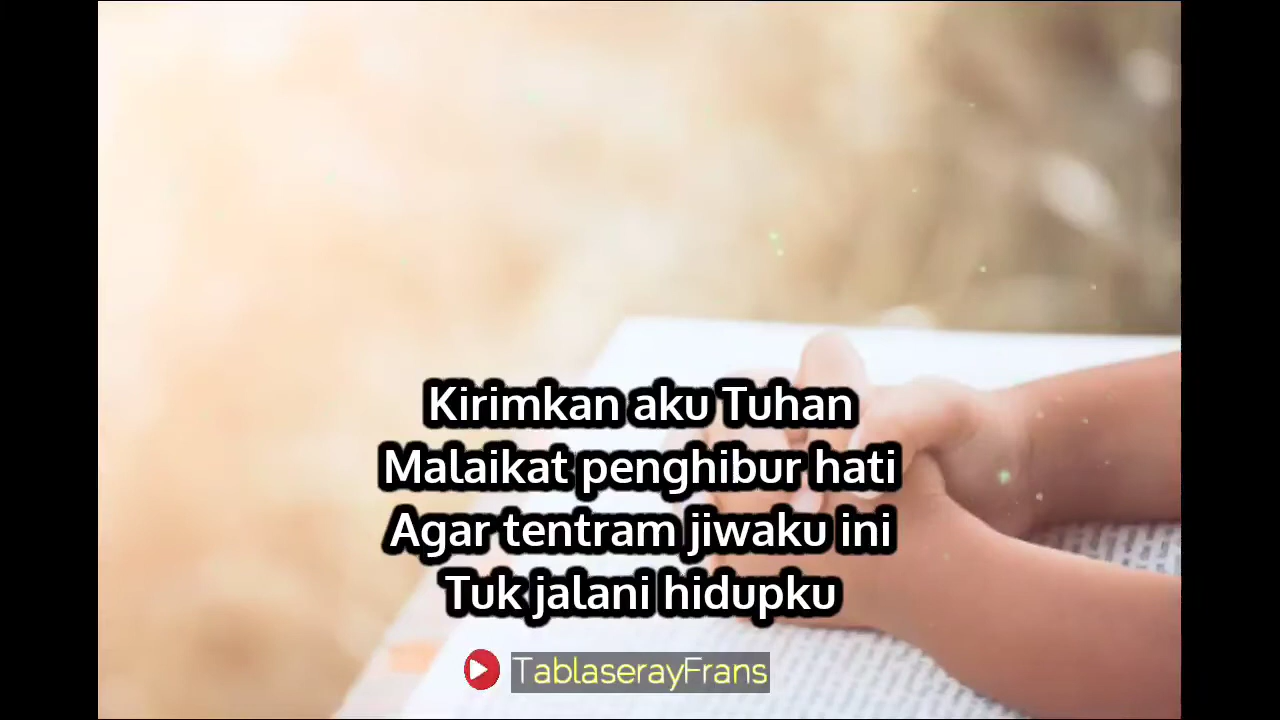 Kirimkan aku Tuhan
Malaikat penghibur hati
Agar tentram jiwaku ini
Tuk jalani hidupku
TablaserayFrans